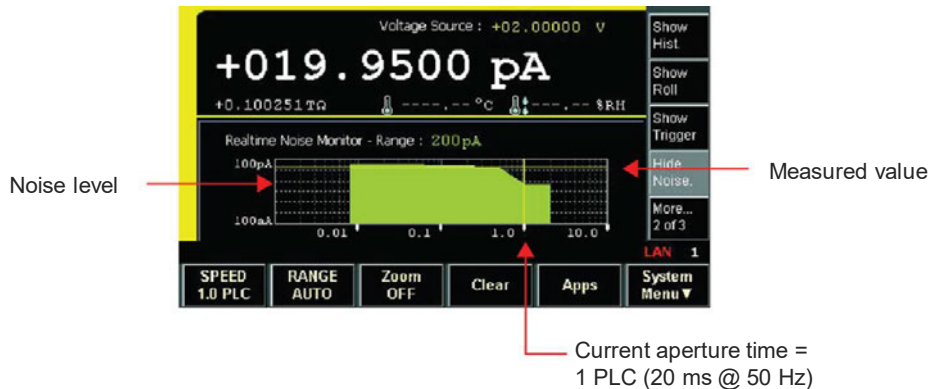 Voltage Source : +02.00000 V
+019.9500 pA
+0.100251TΩ ----.-- °C ---.-- %RH
Realtime Noise Monitor - Range : 200pA
100pA
100aA
0.01 0.1 1.0 10.0
Show
Hist.
Show
Roll
Show
Trigger
Hide
Noise.
More...
2 of 3
LAN 1
SPEED
1.0 PLC
RANGE
AUTO
Zoom
OFF
Clear
Apps
System
Menu▼
Noise level
Measured value
Current aperture time =
1 PLC (20 ms @ 50 Hz)